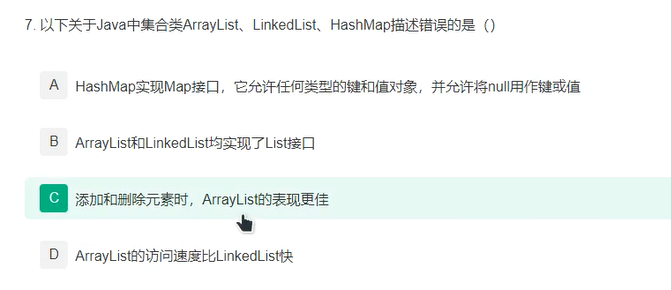 7. 以下关于Java中集合类ArrayList、LinkedList、HashMap描述错误的是（）
A HashMap实现Map接口，它允许任何类型的键和值对象，并允许将null用作键或值
B ArrayList和LinkedList均实现了List接口
C 添加和删除元素时，ArrayList的表现更佳
D ArrayList的访问速度比LinkedList快